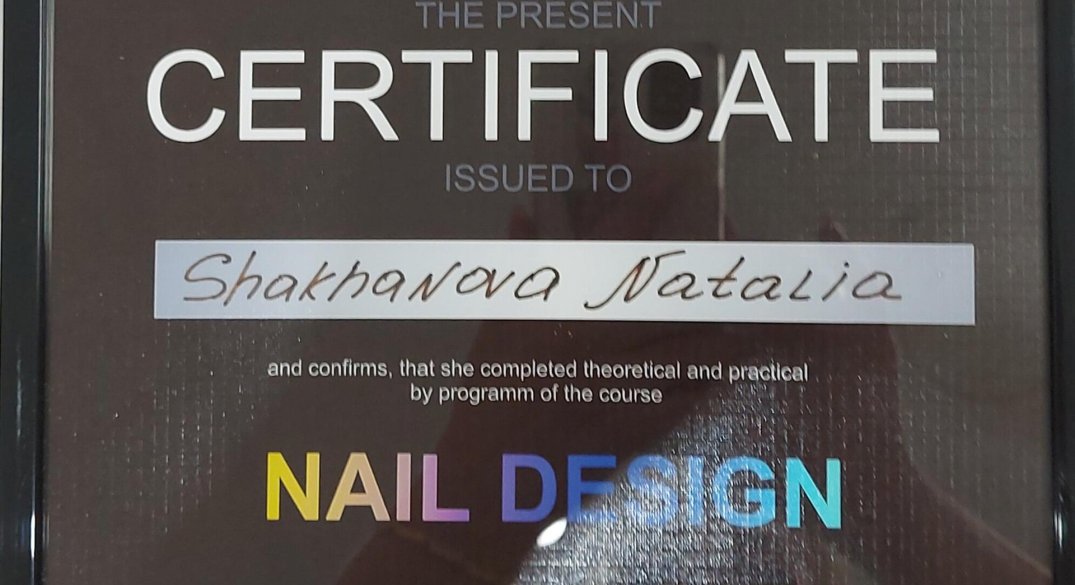 THE PRESENT
CERTIFICATE
ISSUED TO
Shakhanova Natalia
and confirms, that she completed theoretical and practical
by programm of the course
NAIL DESIGN